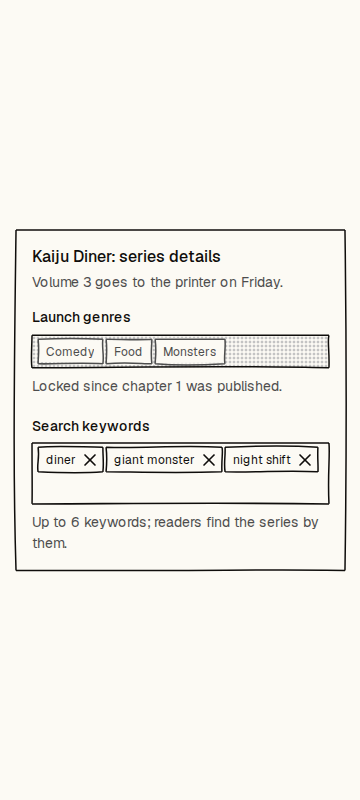 Kaiju Diner: series details
Volume 3 goes to the printer on Friday.
Launch genres
Comedy Food Monsters
Locked since chapter 1 was published.
Search keywords
diner giant monster night shift
Up to 6 keywords; readers find the series by
them.